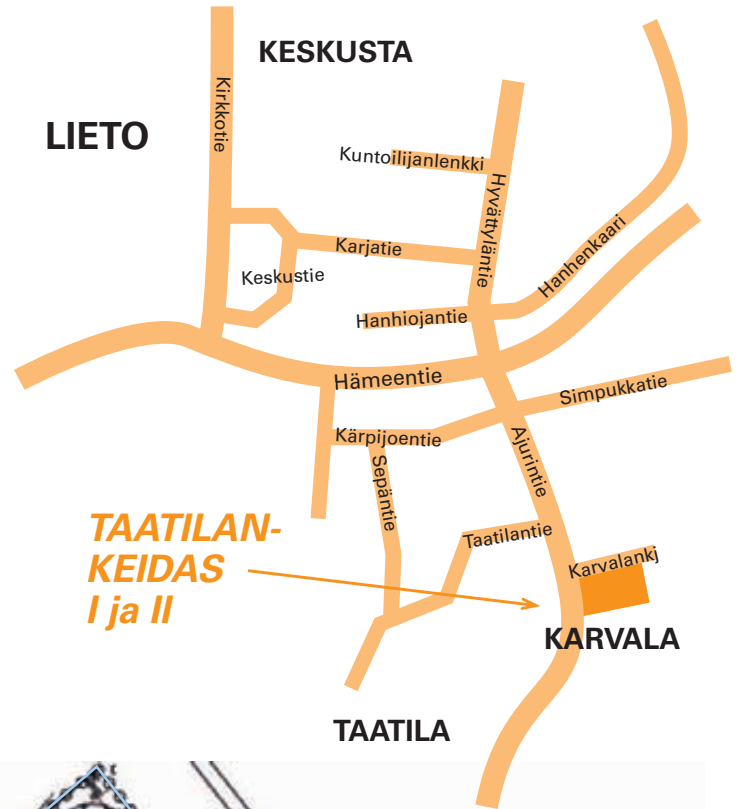 KESKUSTA
LIETO
Kirkkotie
Kuntoilijanlenkki
Hyvättyläntie
Hanhenkaari
Karjatie
Keskustie
Hanhiojantie
Hämeentie
Simpukkatie
Kärpijoentie
Ajurintie
Sepäntie
TAATILAN-
KEIDAS
I ja II
Taatilantie
Karvalankj
KARVALA
TAATILA